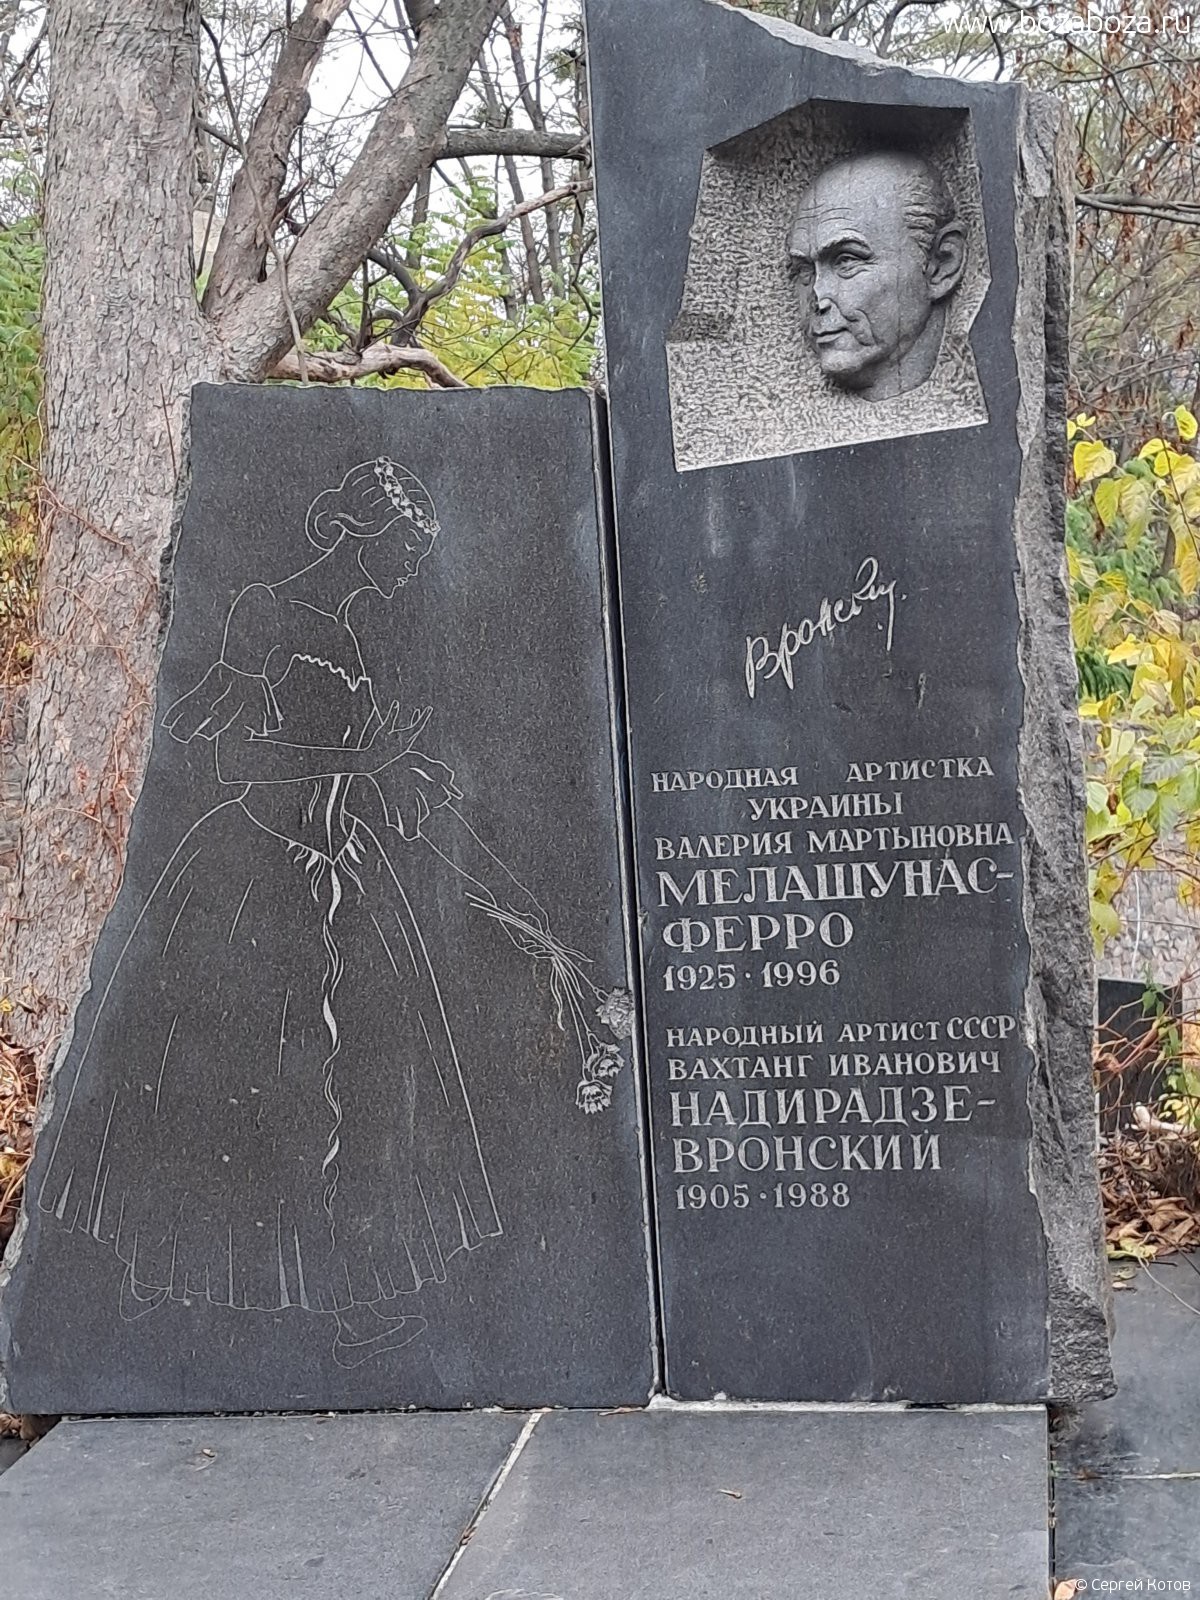 www.bozaboza.ru
Вронский.
НАРОДНАЯ АРТИСТКА
УКРАИНЫ
ВАЛЕРИЯ МАРТЫНОВНА
МЕЛАШУНАС-
ФЕРРО
1925·1996
НАРОДНЫЙ АРТИСТ СССР
ВАХТАНГ ИВАНОВИЧ
НАДИРАДЗЕ-
ВРОНСКИЙ
1905·1988
© Сергей Котов